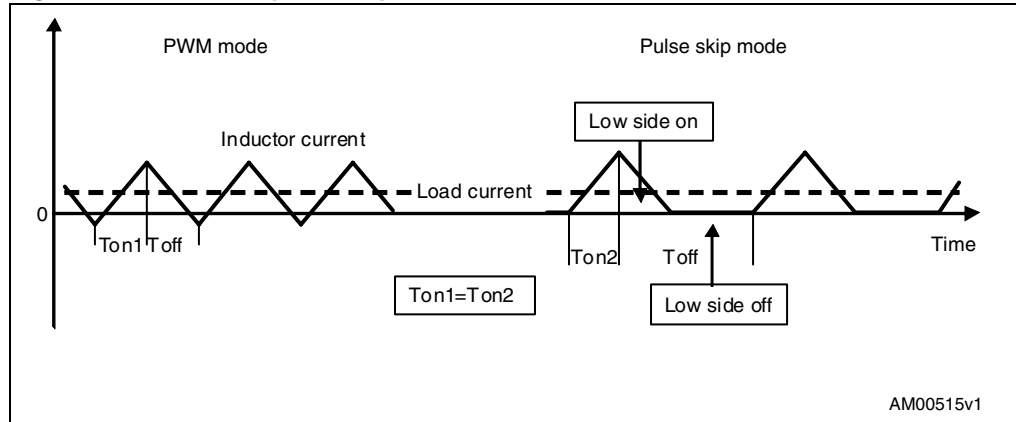 PWM mode
Pulse skip mode
Low side on
Inductor current
Load current
0
Time
Ton1
Toff
Ton2
Toff
Ton1=Ton2
Low side off
AM00515v1